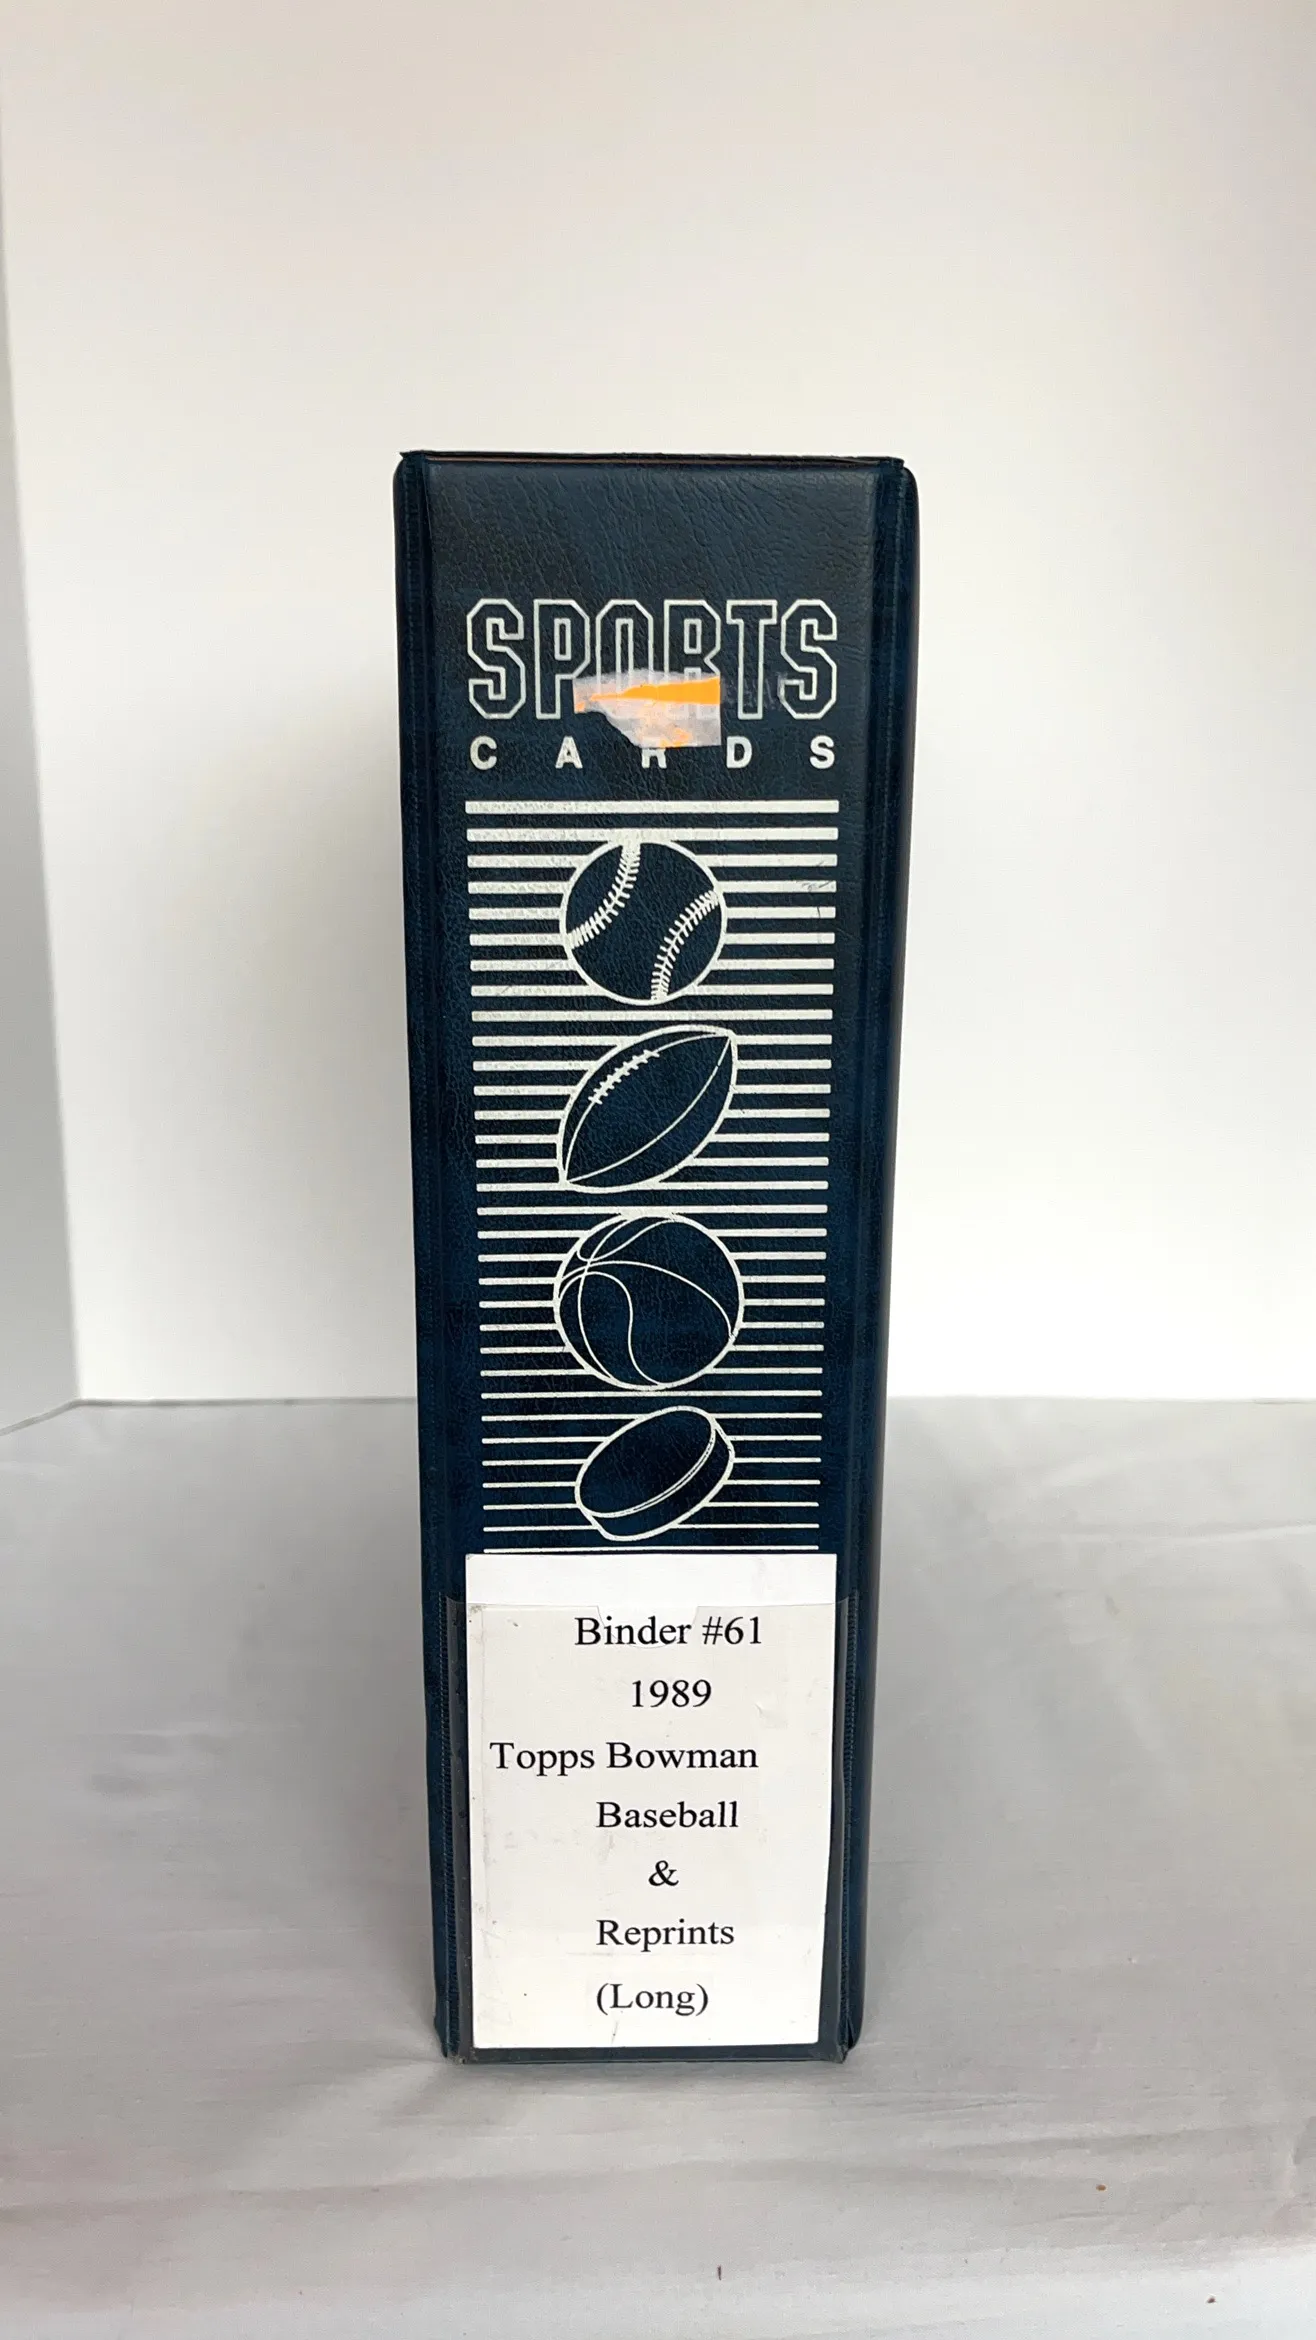 SPORTS
CARDS
Binder #61
1989
Topps Bowman
Baseball
&
Reprints
(Long)